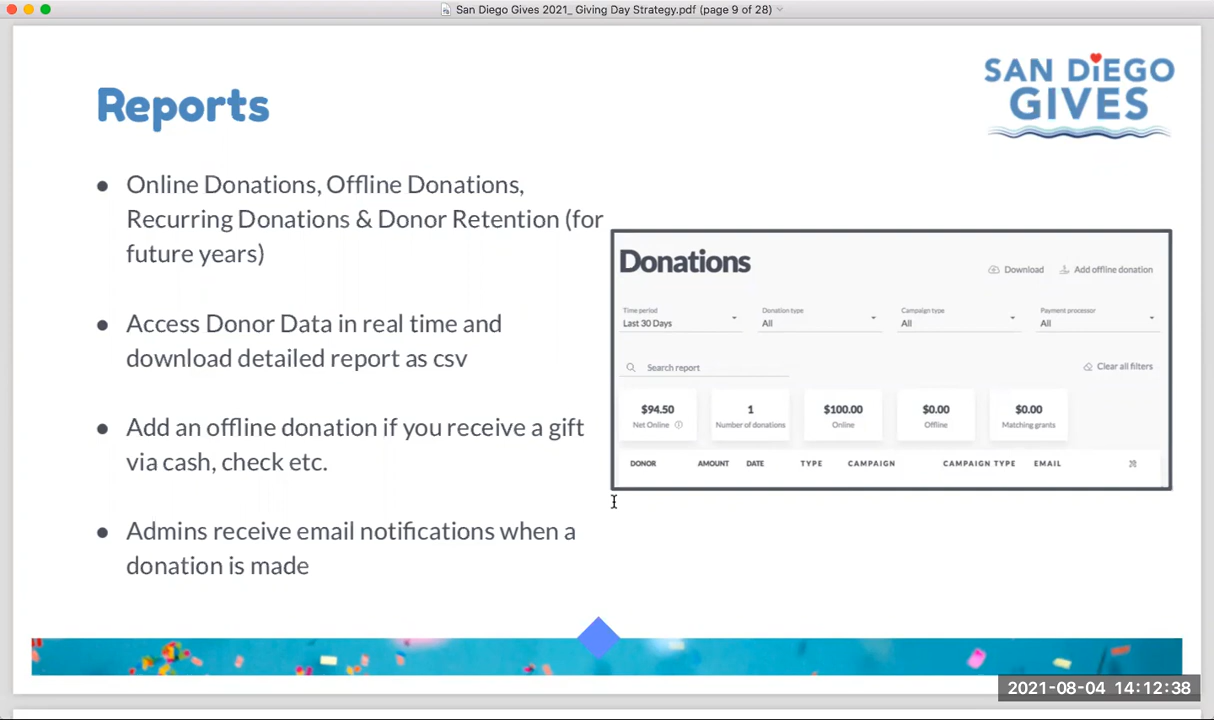 San Diego Gives 2021_ Giving Day Strategy.pdf (page 9 of 28)
SAN DIEGO
GIVES
Reports
● Online Donations, Offline Donations,
Recurring Donations & Donor Retention (for
future years)
● Access Donor Data in real time and
download detailed report as csv
● Add an offline donation if you receive a gift
via cash, check etc.
● Admins receive email notifications when a
donation is made
Donations
Download Add offline donation
Time period Donation type Campaign type Payment processor
Last 30 Days All All All
Search report Clear all filters
$94.50 1 $100.00 $0.00 $0.00
Net Online Number of donations Online Offline Matching grants
DONOR AMOUNT DATE TYPE CAMPAIGN CAMPAIGN TYPE EMAIL
2021-08-04 14:12:38